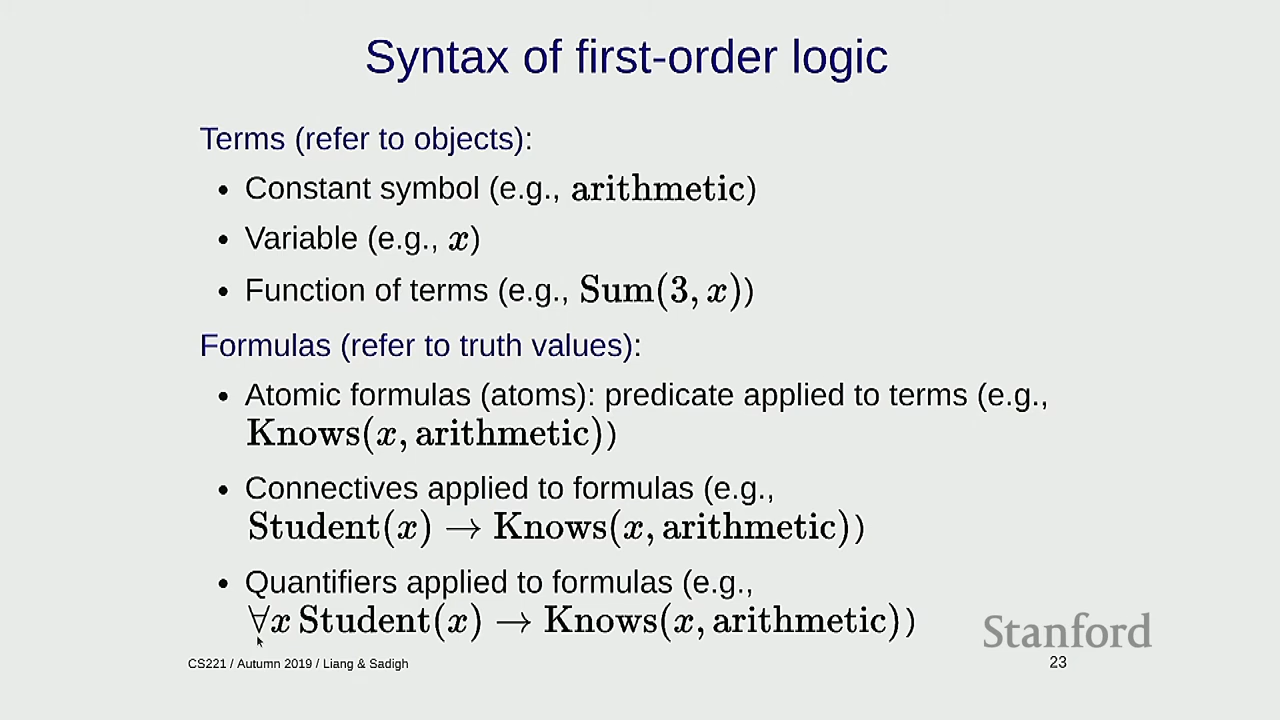 Syntax of first-order logic
Terms (refer to objects):
• Constant symbol (e.g., arithmetic)
• Variable (e.g., x)
• Function of terms (e.g., Sum(3, x))
Formulas (refer to truth values):
• Atomic formulas (atoms): predicate applied to terms (e.g.,
Knows(x, arithmetic))
• Connectives applied to formulas (e.g.,
Student(x) → Knows(x, arithmetic))
• Quantifiers applied to formulas (e.g.,
∀x Student(x) → Knows(x, arithmetic))
Stanford
CS221 / Autumn 2019 / Liang & Sadigh
23